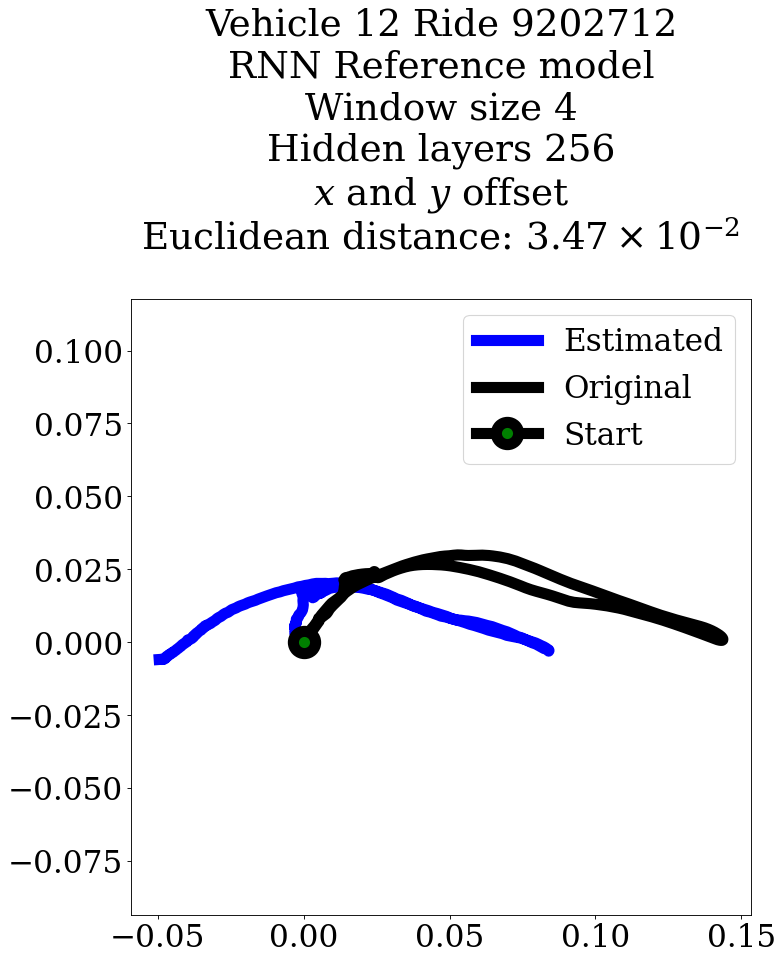 Vehicle 12 Ride 9202712
RNN Reference model
Window size 4
Hidden layers 256
x and y offset
Euclidean distance: 3.47 × 10⁻²
Estimated
Original
Start
0.100
0.075
0.050
0.025
0.000
−0.025
−0.050
−0.075
−0.05 0.00 0.05 0.10 0.15